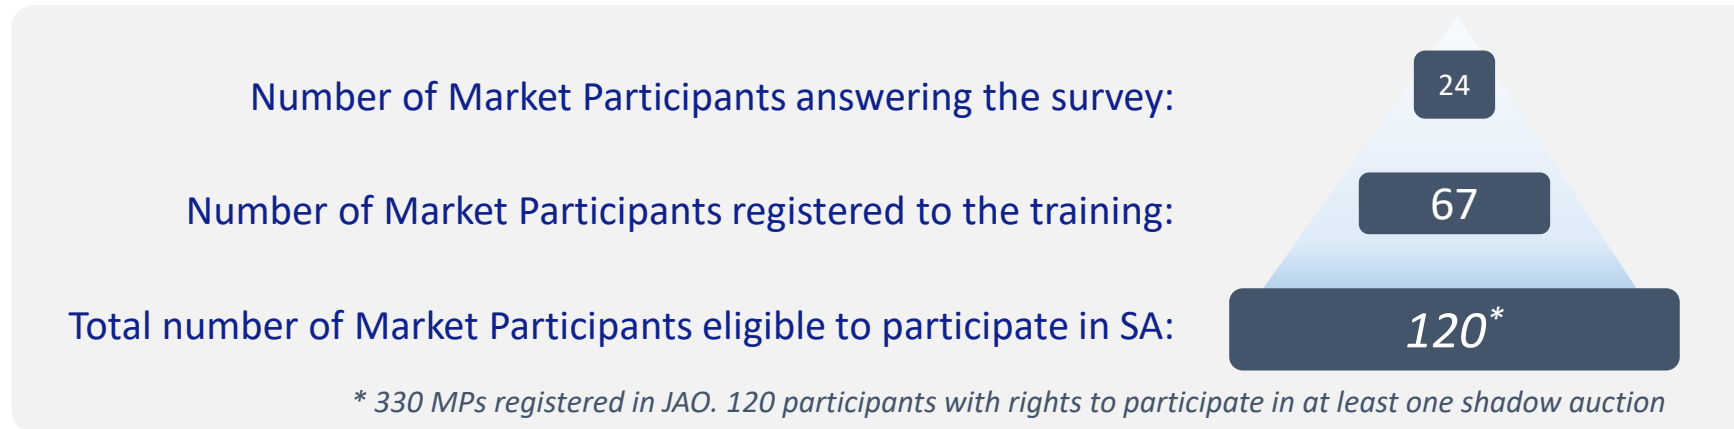 Number of Market Participants answering the survey: 24
Number of Market Participants registered to the training: 67
Total number of Market Participants eligible to participate in SA: 120*
* 330 MPs registered in JAO. 120 participants with rights to participate in at least one shadow auction